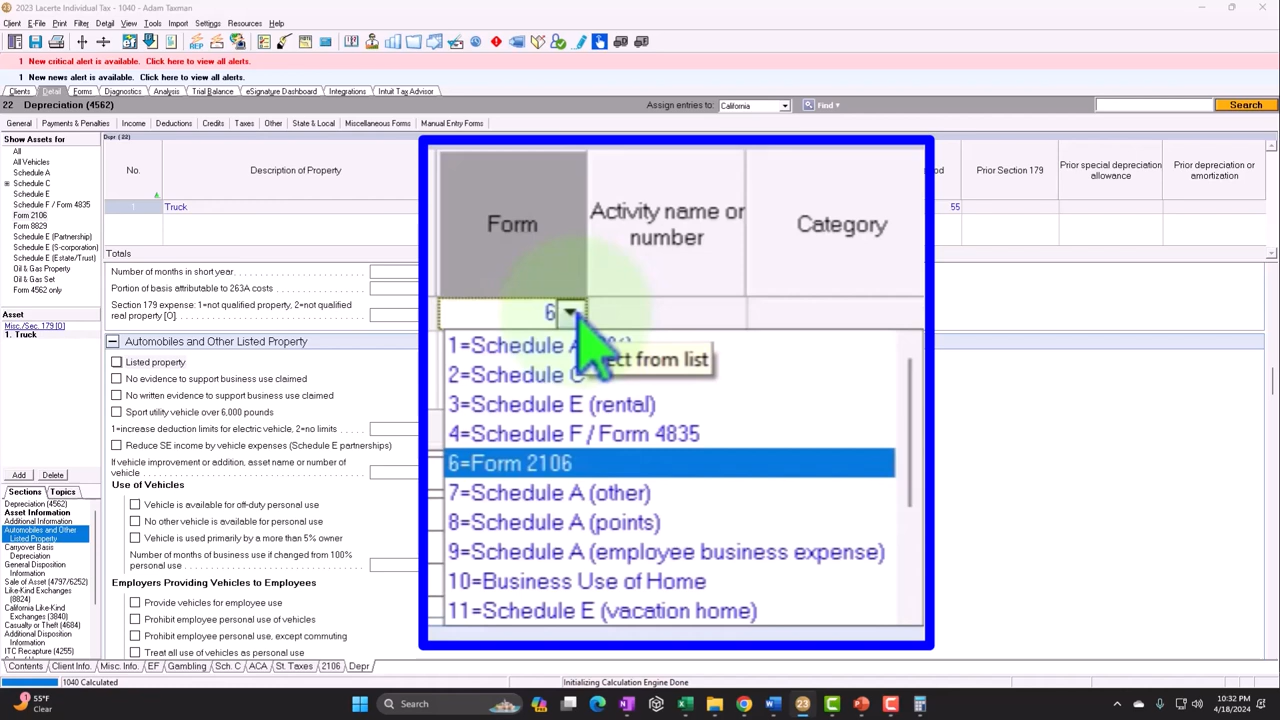 2023 Lacerte Individual Tax - 1040 - Adam Taxman
Client E-File Print Filter Detail View Tools Import Settings Resources Help
1 New critical alert is available. Click here to view all alerts.
1 New news alert is available. Click here to view all alerts.
Clients Detail Forms Diagnostics Analysis Trial Balance eSignature Dashboard Integrations Intuit Tax Advisor
22 Depreciation (4562) Assign entries to: California Find Search
General Payments & Penalties Income Deductions Credits Taxes Other State & Local Miscellaneous Forms Manual Entry Forms
Show Assets for
All
All Vehicles
Schedule A
Schedule C
Schedule E
Schedule F / Form 4835
Form 2106
Form 8829
Schedule E (Partnership)
Schedule E (S-corporation)
Schedule E (Estate/Trust)
Oil & Gas Property
Oil & Gas Set
Form 4562 only
Asset
Misc./Sec. 179 [O]
1. Truck
Add Delete
Sections Topics
Depreciation (4562)
Asset Information
Additional Information
Automobiles and Other
Listed Property
Carryover Basis
Depreciation
General Depreciation
Information
Sale of Asset (4797/6252)
California Like-Kind
Exchanges (3840)
Casualty or Theft (4684)
Additional Disposition
Information
ITC Recapture (4255)
Depr (22)
No. Description of Property
Prior Section 179
Prior special depreciation
allowance
Prior depreciation or
amortization
1 Truck 55
Totals
Number of months in short year
Portion of basis attributable to 263A costs
Section 179 expense: 1=not qualified property, 2=not qualified
real property [O]
Automobiles and Other Listed Property
Listed property
No evidence to support business use claimed
No written evidence to support business use claimed
Sport utility vehicle over 6,000 pounds
1=increase deduction limits for electric vehicle, 2=no limits
Reduce SE income by vehicle expenses (Schedule E partnerships)
If vehicle improvement or addition, asset name or number of
vehicle
Use of Vehicles
Vehicle is available for off-duty personal use
No other vehicle is available for personal use
Vehicle is used primarily by a more than 5% owner
Number of months of business use if changed from 100%
personal use
Employers Providing Vehicles to Employees
Provide vehicles for employee use
Prohibit employee personal use of vehicles
Prohibit employee personal use, except commuting
Treat all use of vehicles as personal use
Form
Activity name or
number
Category
6
1=Schedule
2=Schedule C
from list
3=Schedule E (rental)
4=Schedule F / Form 4835
6=Form 2106
7=Schedule A (other)
8=Schedule A (points)
9=Schedule A (employee business expense)
10=Business Use of Home
11=Schedule E (vacation home)
Contents Client Info. Misc. Info. EF Gambling Sch. C ACA St. Taxes 2106 Depr
1040 Calculated Initializing Calculation Engine Done
55°F
Clear
Search
23
10:32 PM
4/18/2024